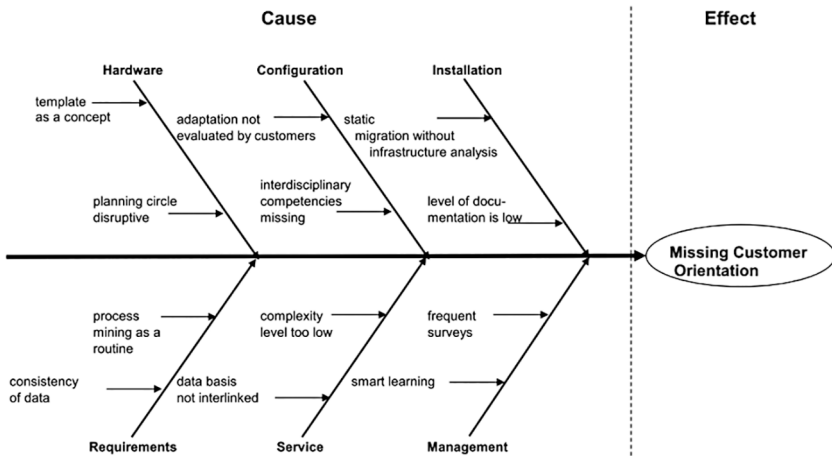 Cause
Effect
Hardware
Configuration
Installation
template
as a concept
adaptation not
evaluated by customers
static
migration without
infrastructure analysis
planning circle
disruptive
interdisciplinary
competencies
missing
level of docu-
mentation is low
Missing Customer
Orientation
process
mining as a
routine
complexity
level too low
frequent
surveys
consistency
of data
data basis
not interlinked
smart learning
Requirements
Service
Management